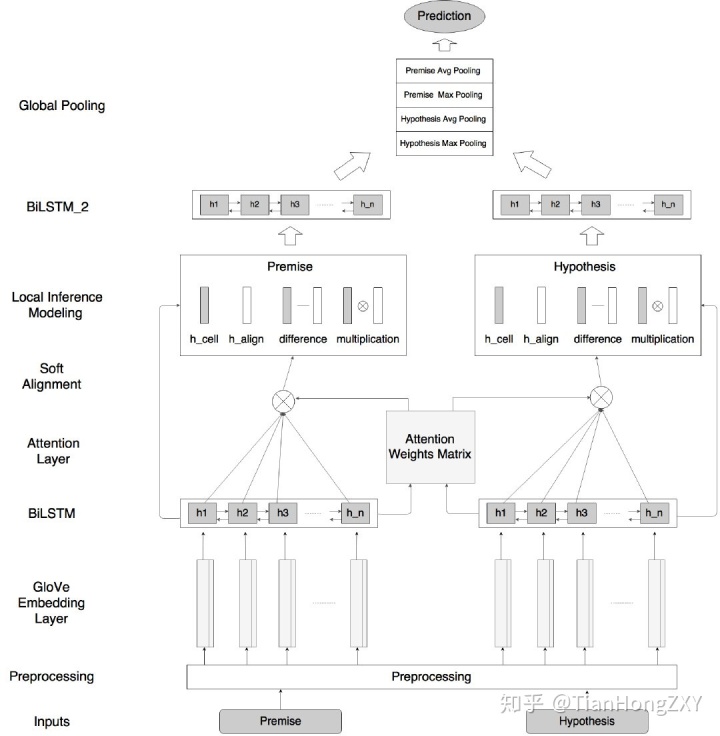 Prediction
Global Pooling
Premise Avg Pooling
Premise Max Pooling
Hypothesis Avg Pooling
Hypothesis Max Pooling
BiLSTM_2
h1 h2 h3 ........ h_n
h1 h2 h3 ........ h_n
Local Inference
Modeling
Premise
h_cell h_align difference multiplication
Hypothesis
h_cell h_align difference multiplication
Soft
Alignment
Attention
Layer
Attention
Weights Matrix
BiLSTM
h1 h2 h3 ........ h_n
h1 h2 h3 ........ h_n
GloVe
Embedding
Layer
Preprocessing
Preprocessing
Inputs
Premise
Hypothesis
知乎 @TianHongZXY